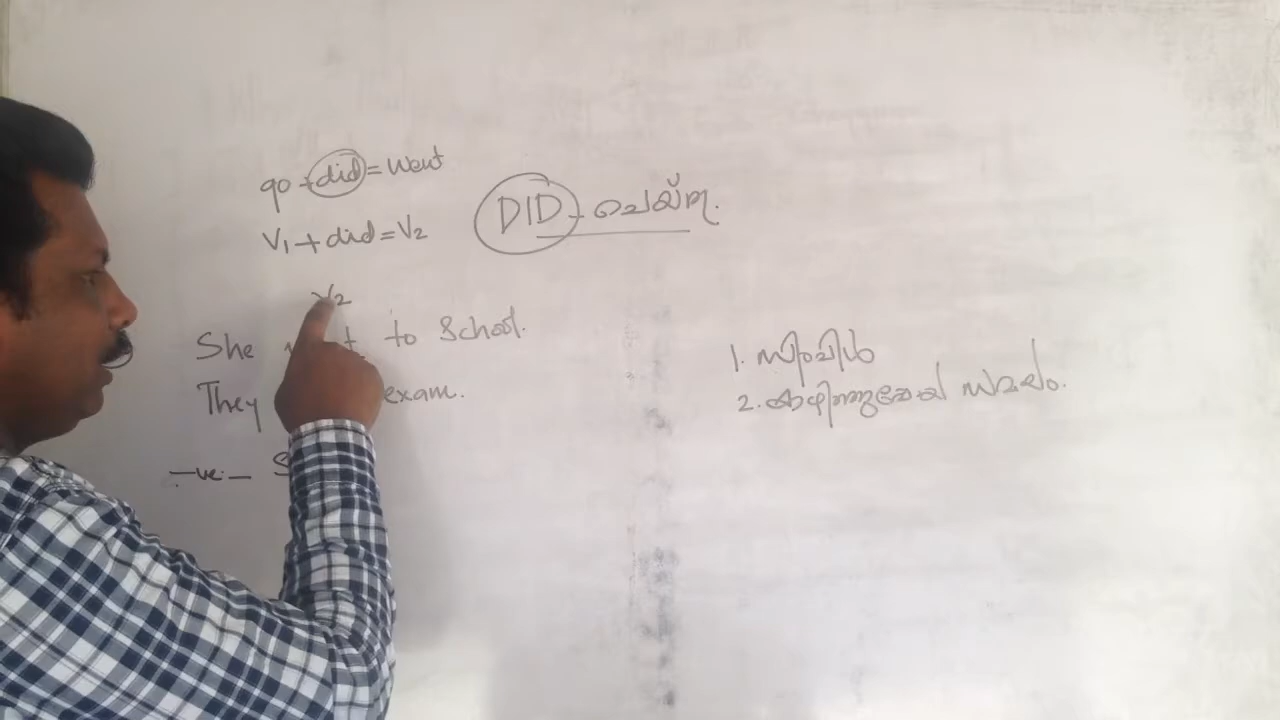 go + did = went
V1 + did = V2
DID - ചെയ്തു.
V2
She to School.
They exam.
-ve:-
1. സിംപിൾ
2. കഴിഞ്ഞുപോയ സമയം.